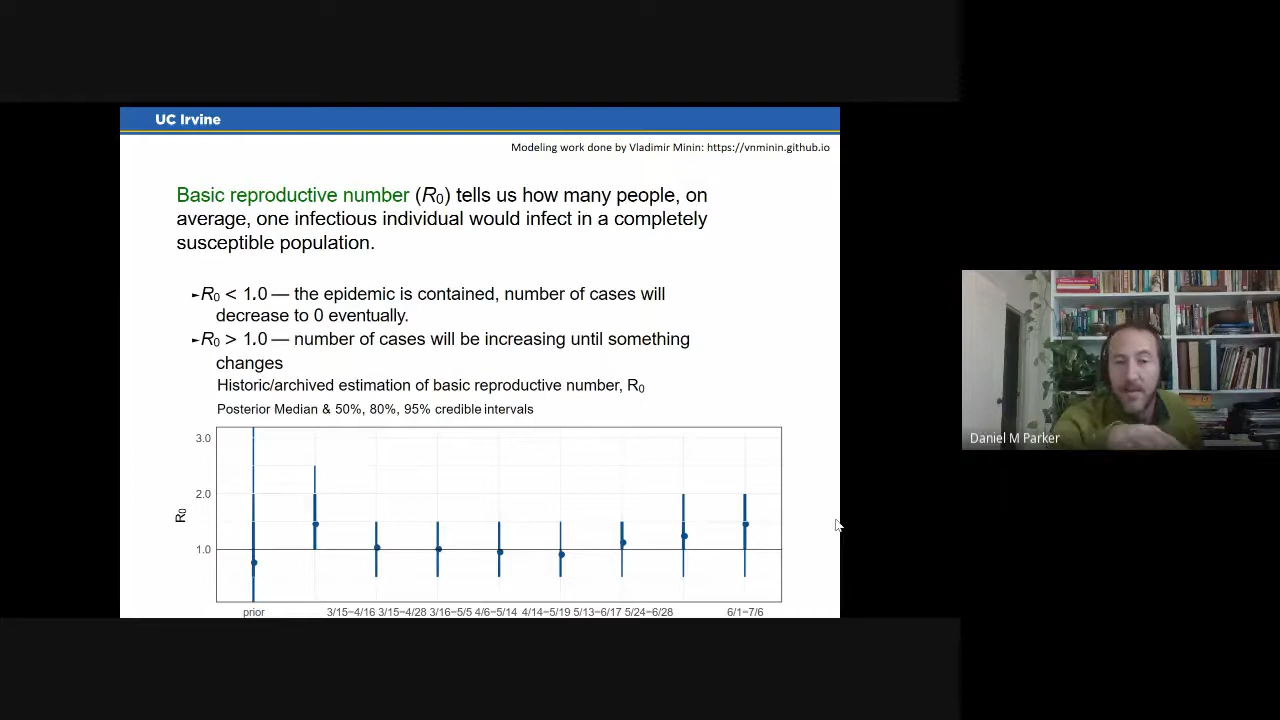 UC Irvine
Modeling work done by Vladimir Minin: https://vnminin.github.io
Basic reproductive number (R0) tells us how many people, on
average, one infectious individual would infect in a completely
susceptible population.
►R0 < 1.0 — the epidemic is contained, number of cases will
decrease to 0 eventually.
►R0 > 1.0 — number of cases will be increasing until something
changes
Historic/archived estimation of basic reproductive number, R0
Posterior Median & 50%, 80%, 95% credible intervals
3.0
2.0
R0
1.0
prior 3/15–4/16 3/15–4/28 3/16–5/5 4/6–5/14 4/14–5/19 5/13–6/17 5/24–6/28 6/1–7/6
Daniel M Parker